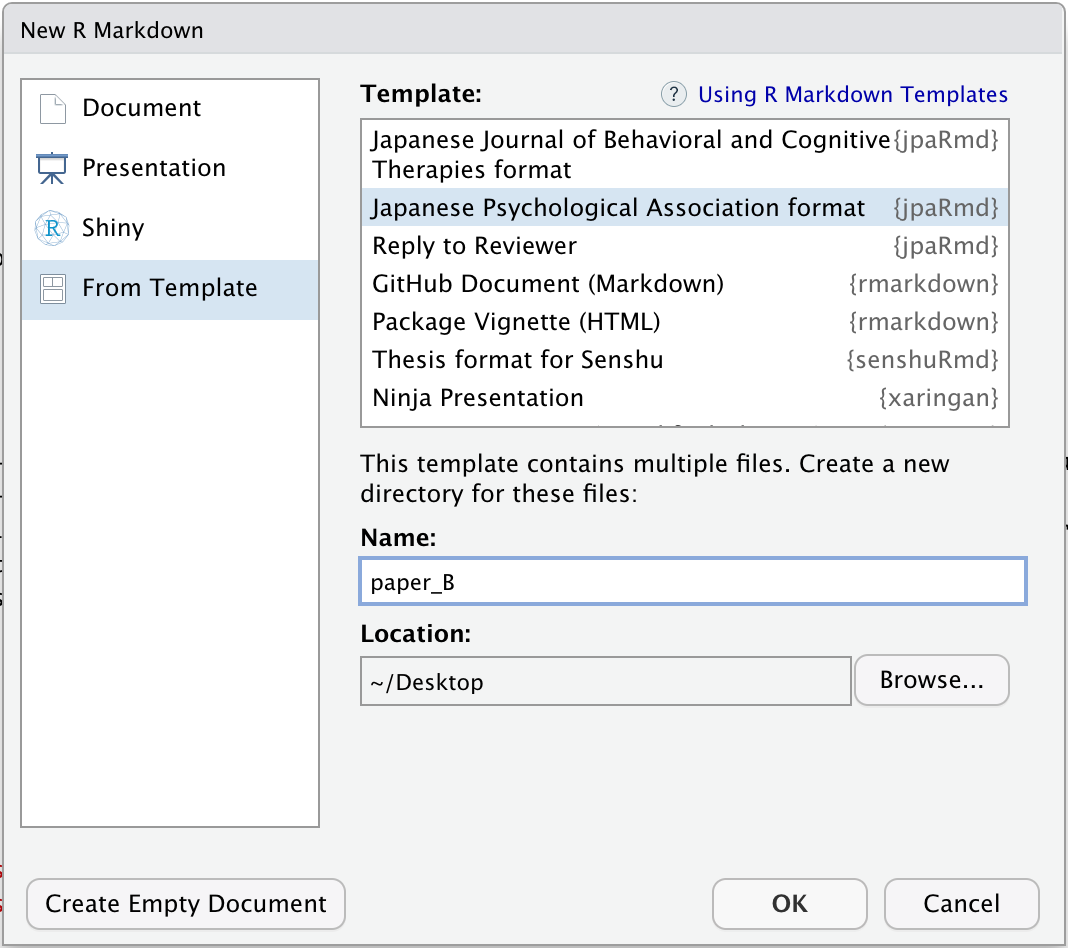 New R Markdown
Document
Presentation
Shiny
From Template
Template:
? Using R Markdown Templates
Japanese Journal of Behavioral and Cognitive {jpaRmd}
Therapies format
Japanese Psychological Association format {jpaRmd}
Reply to Reviewer {jpaRmd}
GitHub Document (Markdown) {rmarkdown}
Package Vignette (HTML) {rmarkdown}
Thesis format for Senshu {senshuRmd}
Ninja Presentation {xaringan}
This template contains multiple files. Create a new
directory for these files:
Name:
paper_B
Location:
~/Desktop
Browse...
Create Empty Document
OK
Cancel